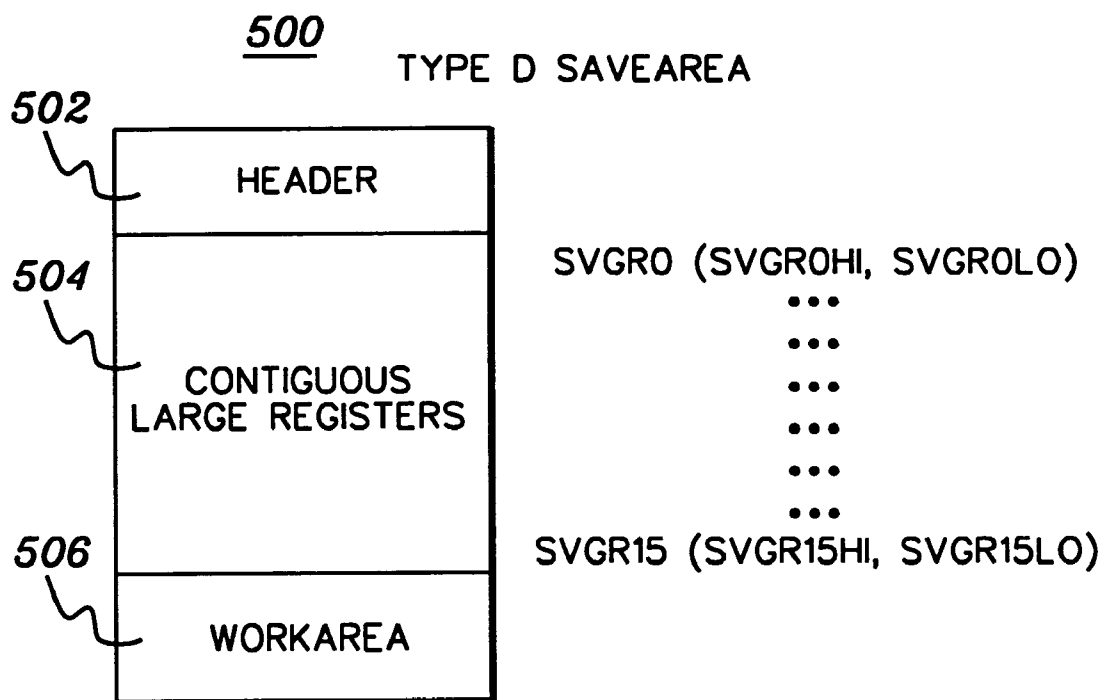 500
TYPE D SAVEAREA
502
HEADER
504
SVGR0 (SVGR0HI, SVGR0LO)
•••
•••
•••
•••
•••
•••
CONTIGUOUS
LARGE REGISTERS
SVGR15 (SVGR15HI, SVGR15LO)
506
WORKAREA